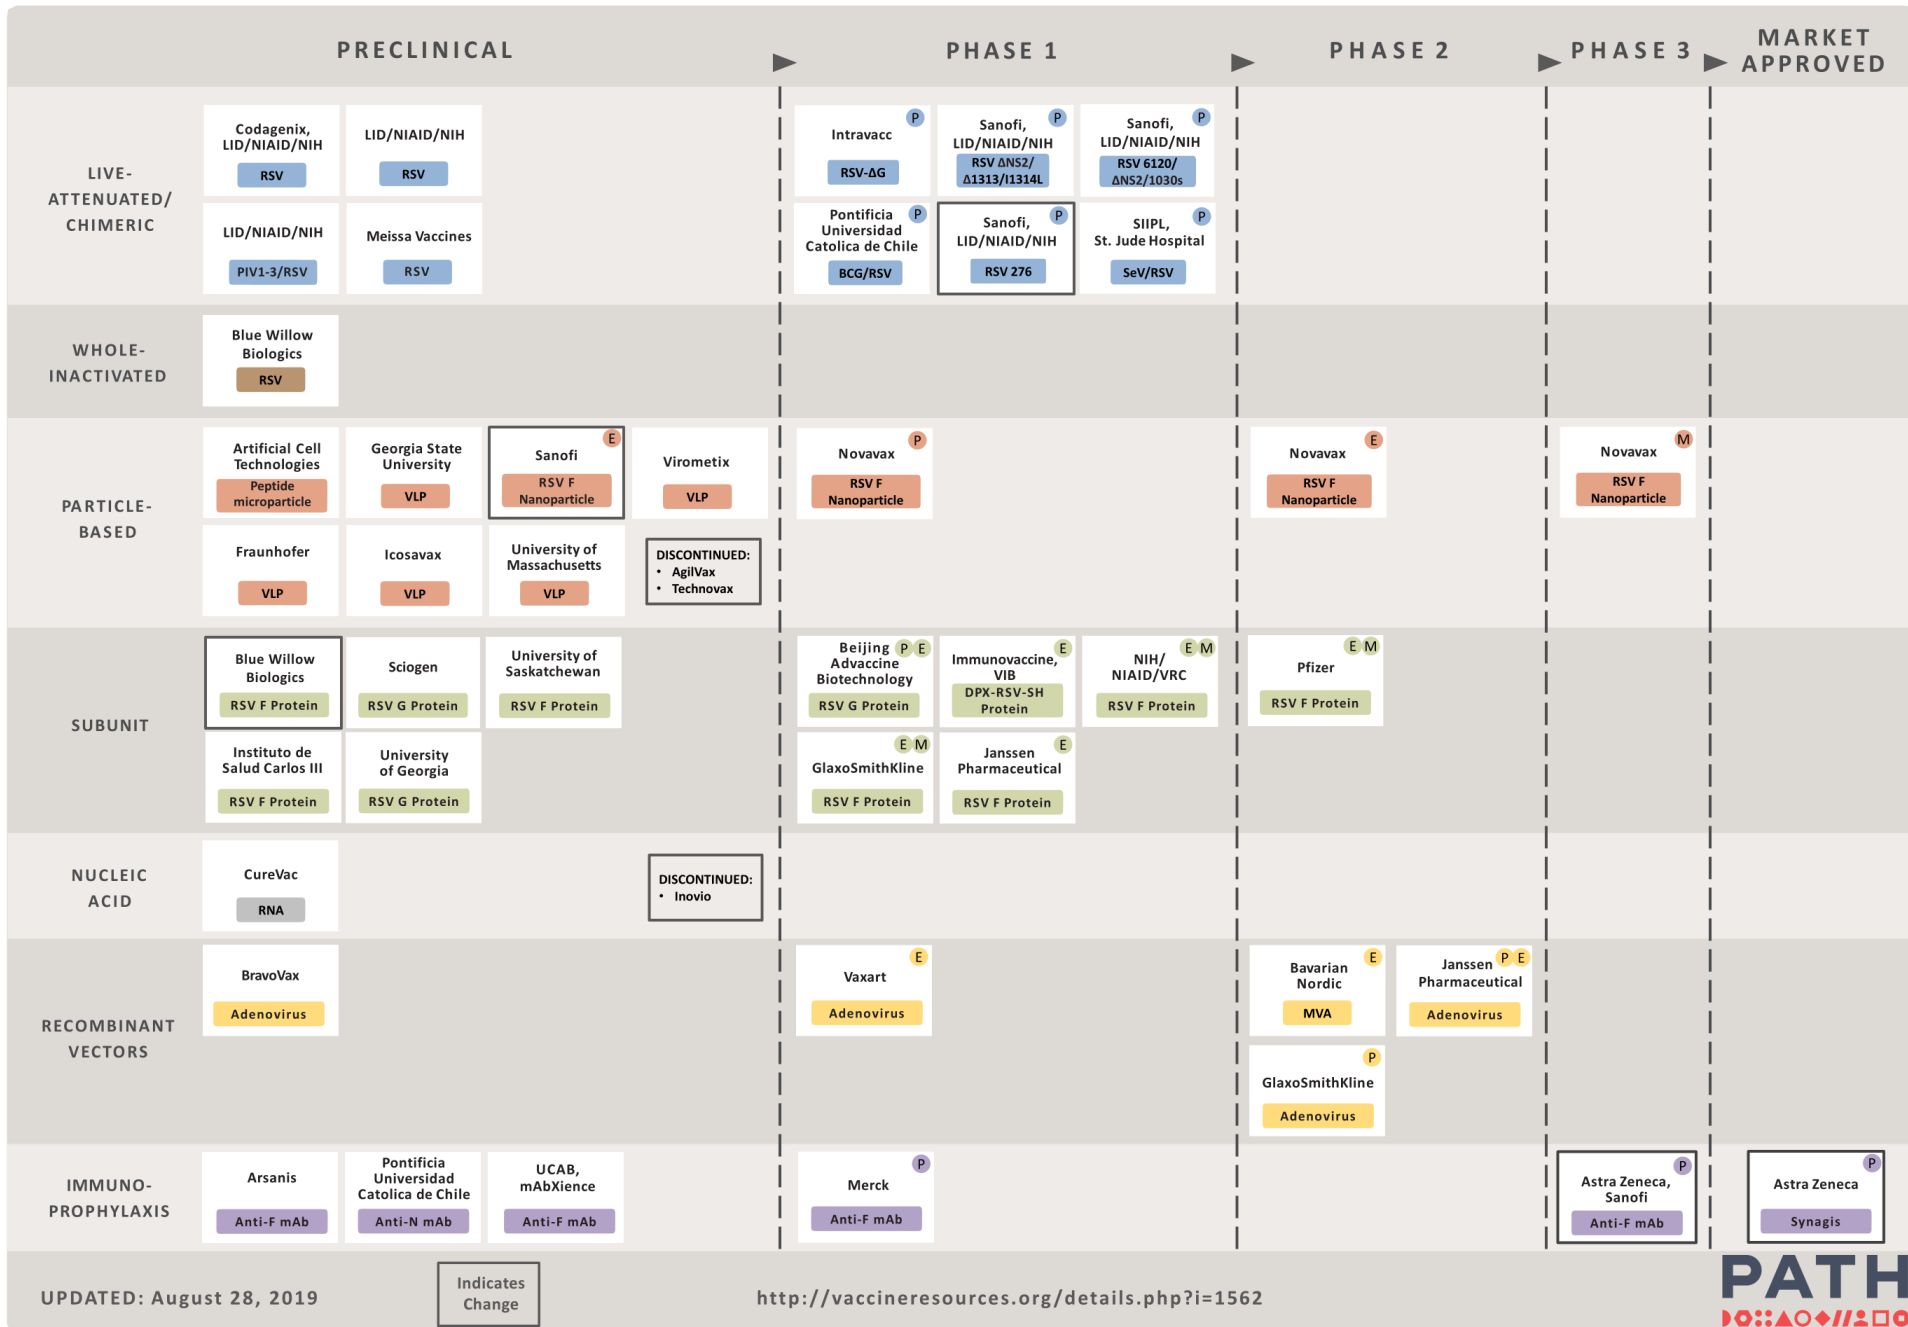 PRECLINICAL
PHASE 1
PHASE 2
PHASE 3
MARKET
APPROVED
LIVE-
ATTENUATED/
CHIMERIC
Codagenix,
LID/NIAID/NIH
RSV
LID/NIAID/NIH
RSV
LID/NIAID/NIH
PIV1-3/RSV
Meissa Vaccines
RSV
P
Intravacc
RSV-ΔG
P
Sanofi,
LID/NIAID/NIH
RSV ΔNS2/
Δ1313/I1314L
P
Sanofi,
LID/NIAID/NIH
RSV 6120/
ΔNS2/1030s
P
Pontificia
Universidad
Catolica de Chile
BCG/RSV
P
Sanofi,
LID/NIAID/NIH
RSV 276
P
SIIPL,
St. Jude Hospital
SeV/RSV
WHOLE-
INACTIVATED
Blue Willow
Biologics
RSV
PARTICLE-
BASED
Artificial Cell
Technologies
Peptide
microparticle
Georgia State
University
VLP
E
Sanofi
RSV F
Nanoparticle
Virometix
VLP
Fraunhofer
VLP
Icosavax
VLP
University of
Massachusetts
VLP
DISCONTINUED:
• AgilVax
• Technovax
P
Novavax
RSV F
Nanoparticle
E
Novavax
RSV F
Nanoparticle
M
Novavax
RSV F
Nanoparticle
SUBUNIT
Blue Willow
Biologics
RSV F Protein
Sciogen
RSV G Protein
University of
Saskatchewan
RSV F Protein
Instituto de
Salud Carlos III
RSV F Protein
University
of Georgia
RSV G Protein
P E
Beijing
Advaccine
Biotechnology
RSV G Protein
E
Immunovaccine,
VIB
DPX-RSV-SH
Protein
E M
NIH/
NIAID/VRC
RSV F Protein
E M
GlaxoSmithKline
RSV F Protein
E
Janssen
Pharmaceutical
RSV F Protein
E M
Pfizer
RSV F Protein
NUCLEIC
ACID
CureVac
RNA
DISCONTINUED:
• Inovio
RECOMBINANT
VECTORS
BravoVax
Adenovirus
E
Vaxart
Adenovirus
E
Bavarian
Nordic
MVA
P E
Janssen
Pharmaceutical
Adenovirus
P
GlaxoSmithKline
Adenovirus
IMMUNO-
PROPHYLAXIS
Arsanis
Anti-F mAb
Pontificia
Universidad
Catolica de Chile
Anti-N mAb
UCAB,
mAbXience
Anti-F mAb
P
Merck
Anti-F mAb
P
Astra Zeneca,
Sanofi
Anti-F mAb
P
Astra Zeneca
Synagis
UPDATED: August 28, 2019
Indicates
Change
http://vaccineresources.org/details.php?i=1562
PATH